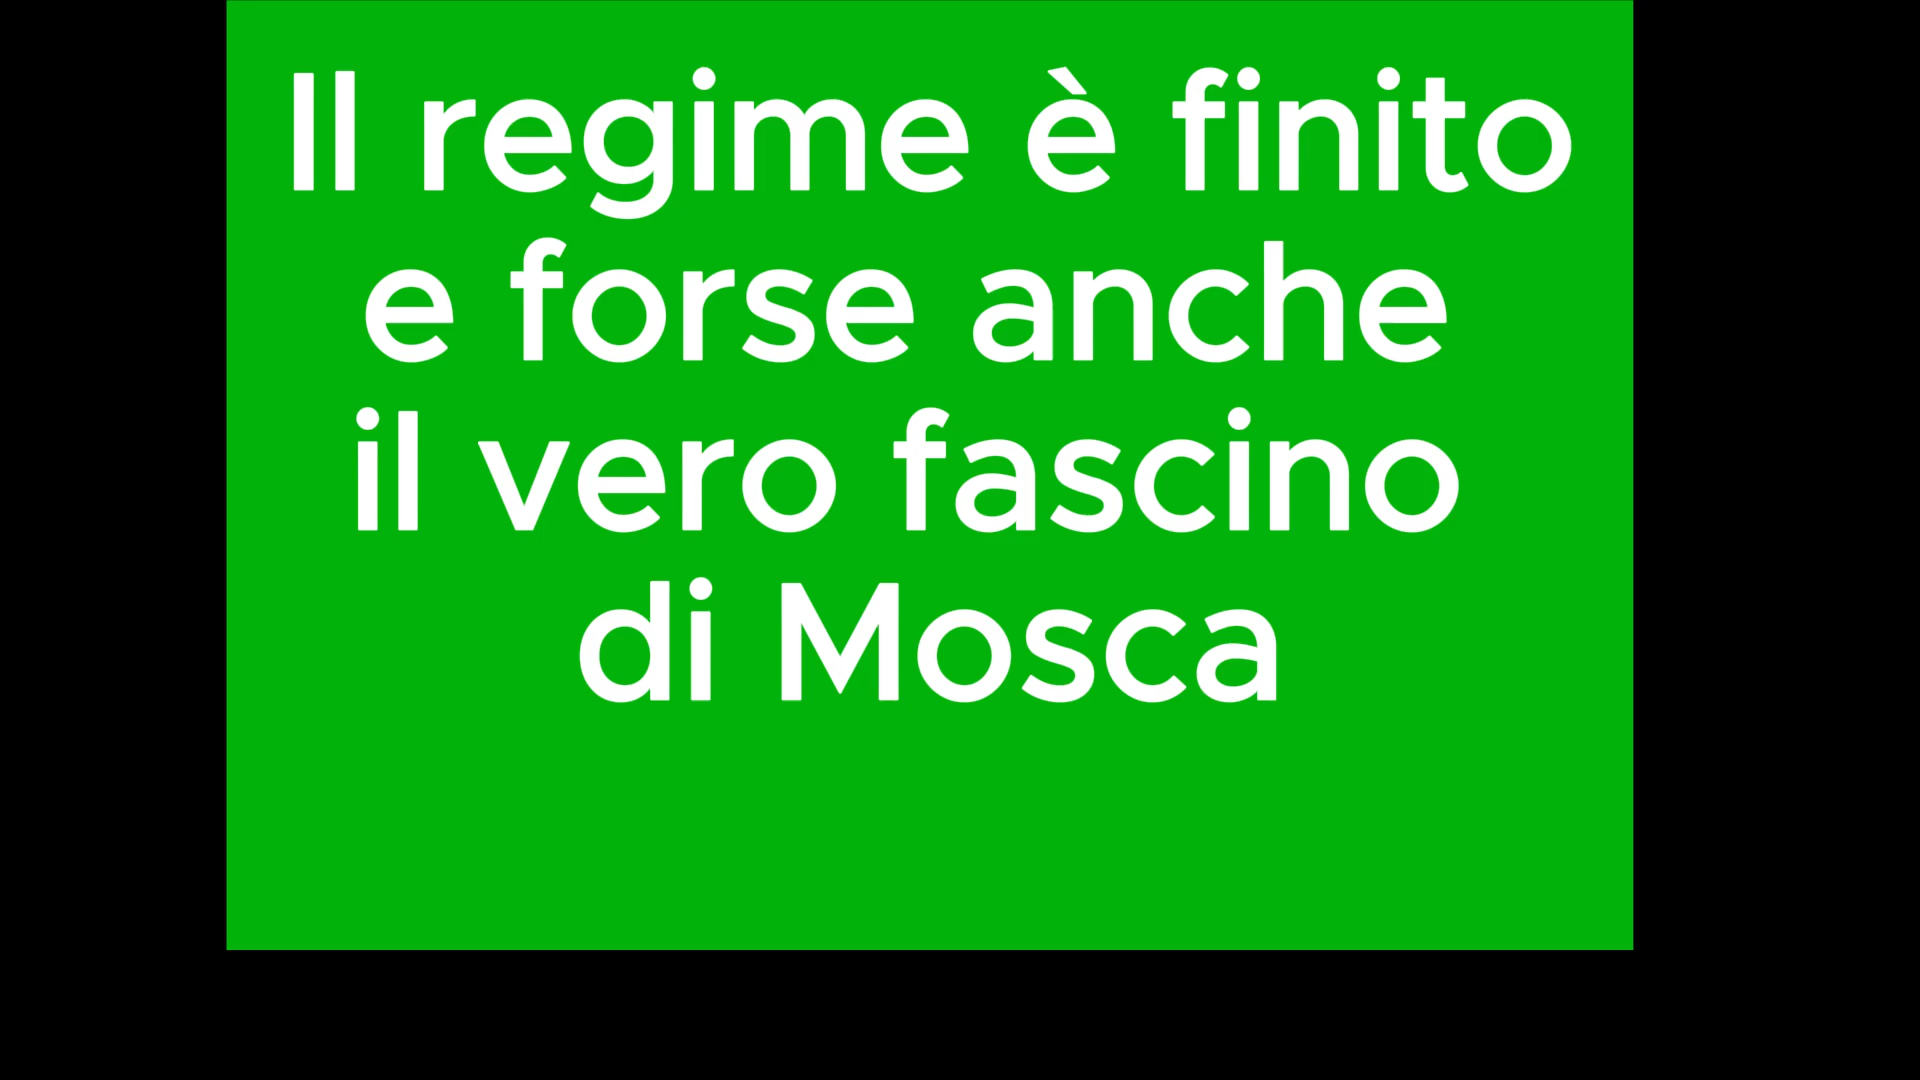 Il regime è finito
e forse anche
il vero fascino
di Mosca